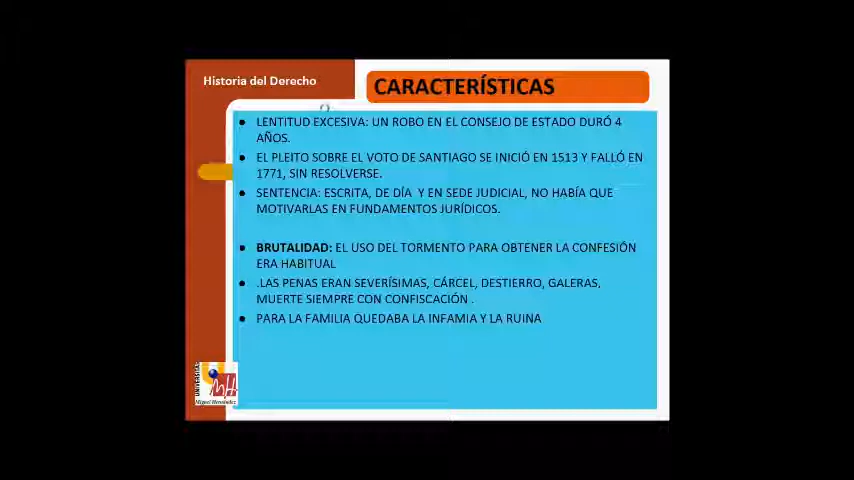 Historia del Derecho
CARACTERÍSTICAS
● LENTITUD EXCESIVA: UN ROBO EN EL CONSEJO DE ESTADO DURÓ 4
AÑOS.
● EL PLEITO SOBRE EL VOTO DE SANTIAGO SE INICIÓ EN 1513 Y FALLÓ EN
1771, SIN RESOLVERSE.
● SENTENCIA: ESCRITA, DE DÍA Y EN SEDE JUDICIAL, NO HABÍA QUE
MOTIVARLAS EN FUNDAMENTOS JURÍDICOS.
● BRUTALIDAD: EL USO DEL TORMENTO PARA OBTENER LA CONFESIÓN
ERA HABITUAL
● .LAS PENAS ERAN SEVERÍSIMAS, CÁRCEL, DESTIERRO, GALERAS,
MUERTE SIEMPRE CON CONFISCACIÓN .
● PARA LA FAMILIA QUEDABA LA INFAMIA Y LA RUINA
UNIVERSITAS
Miguel Hernández